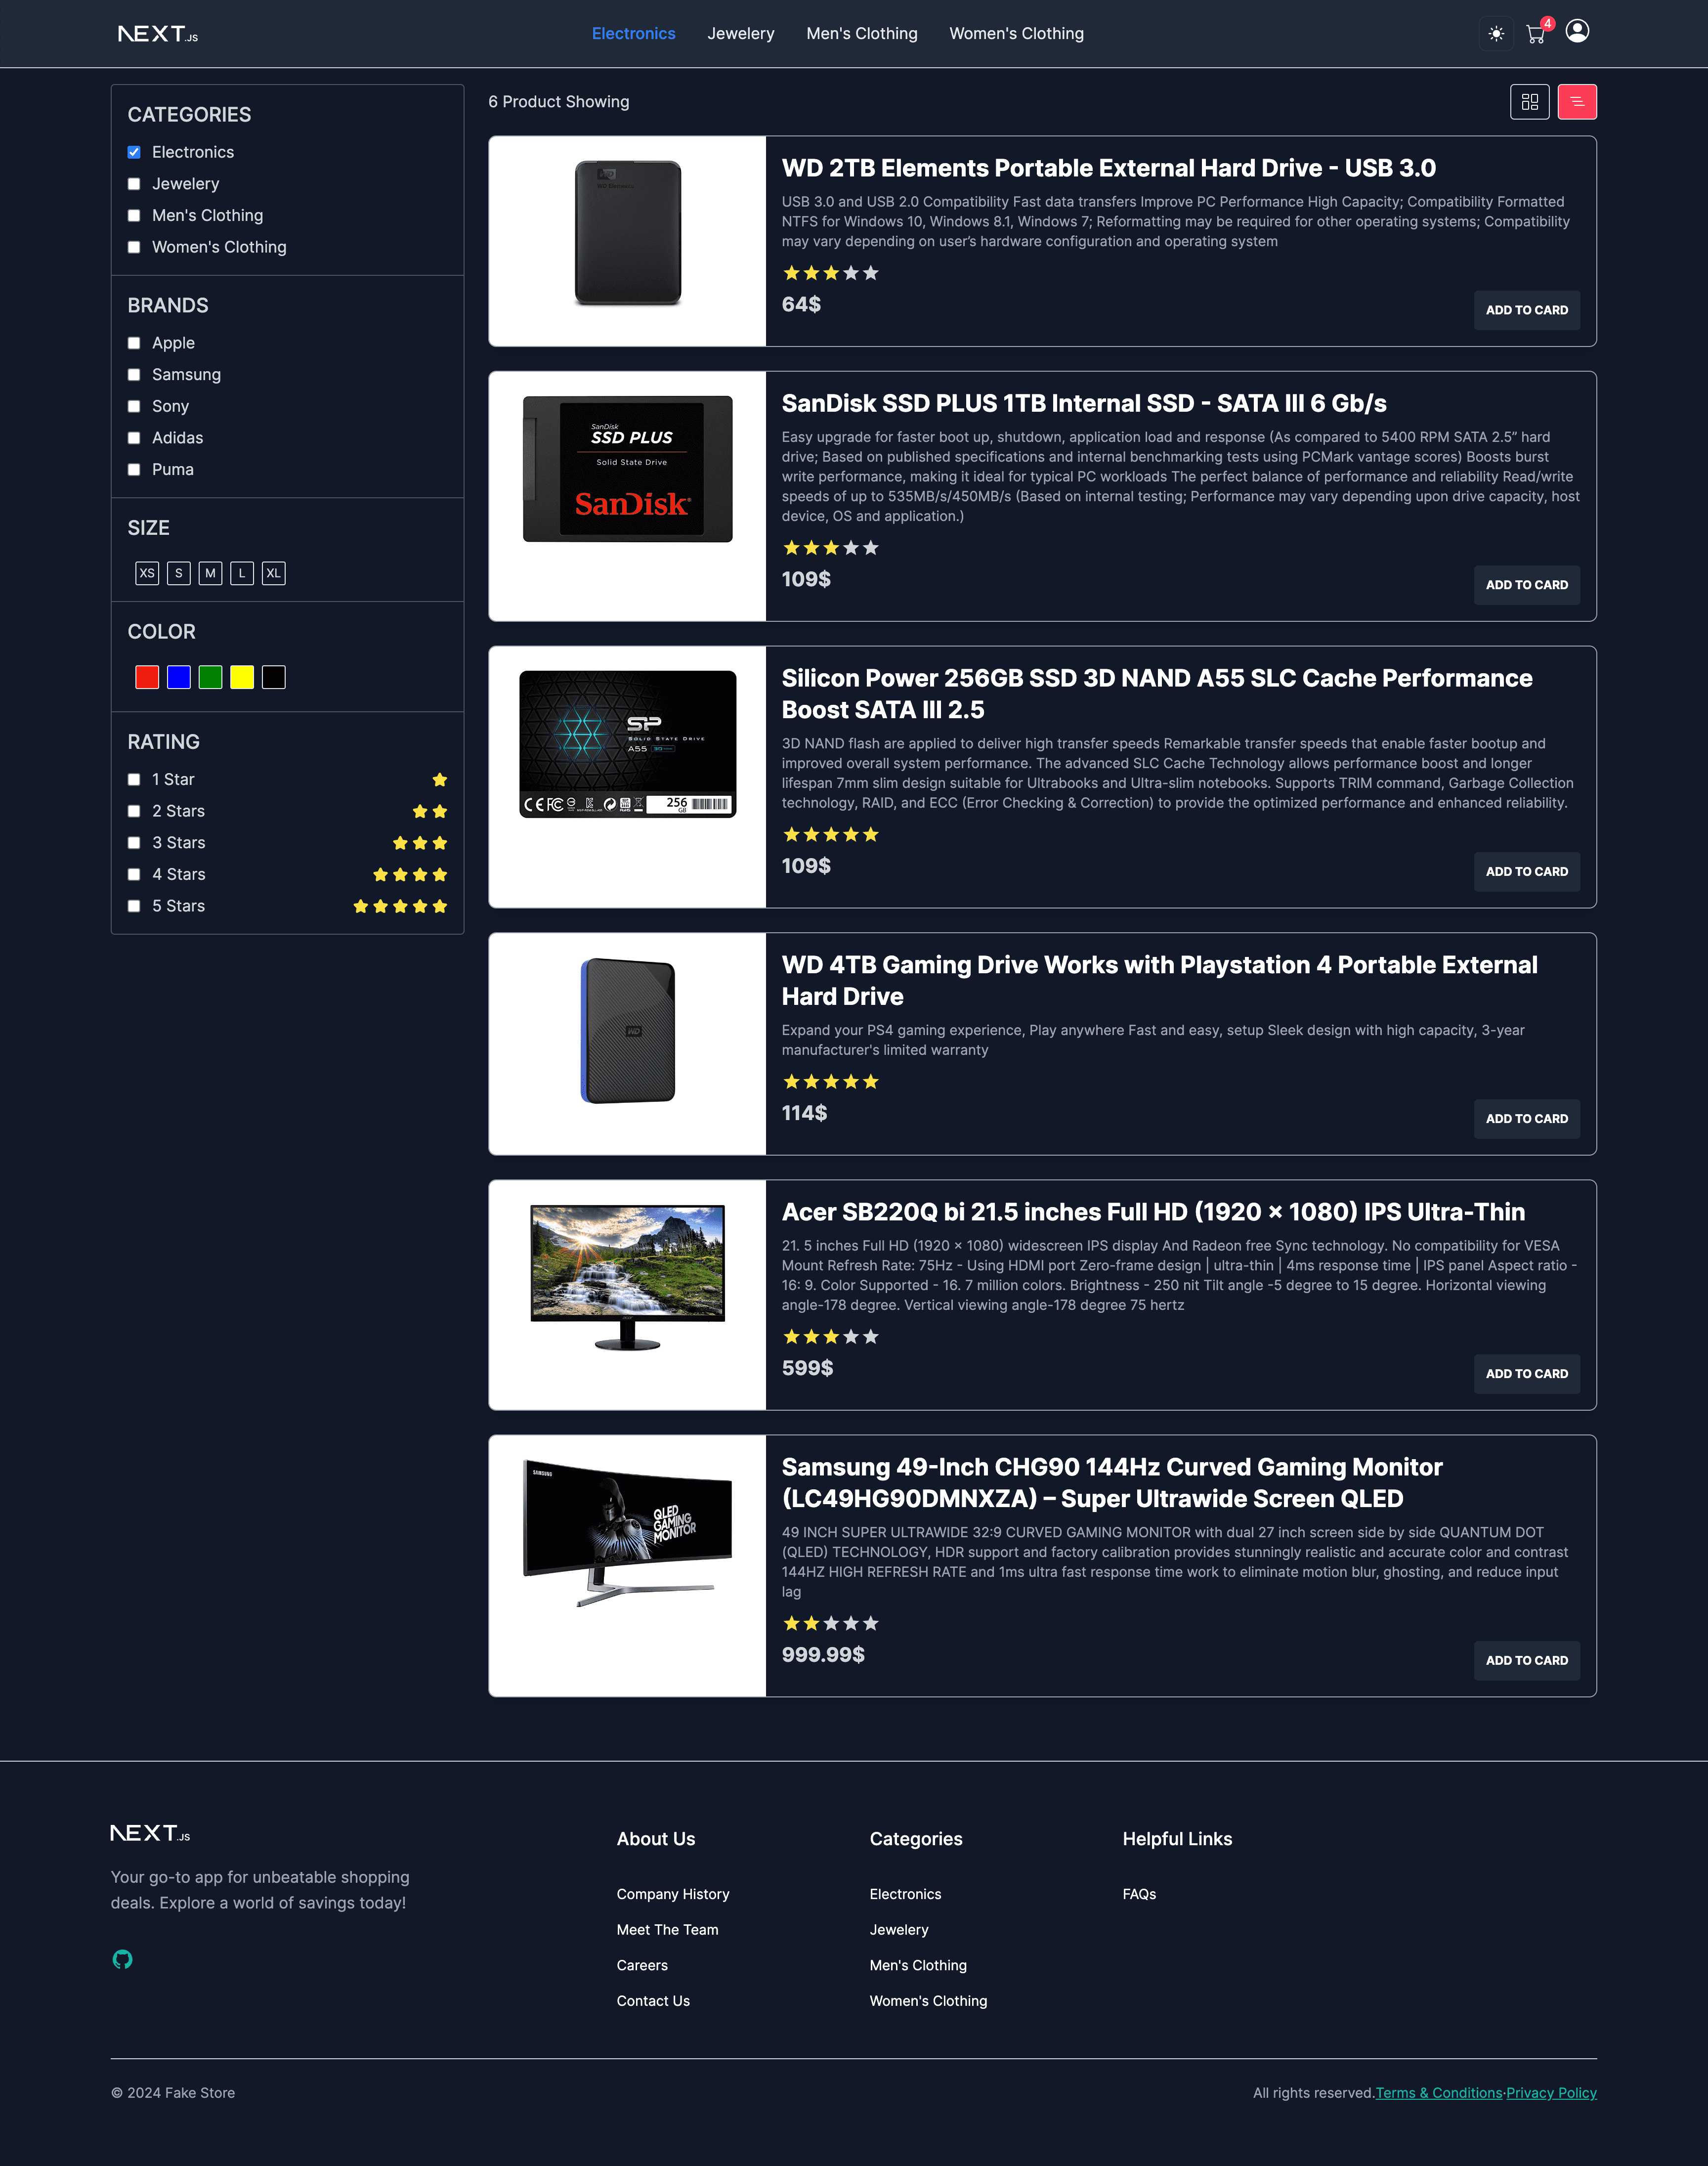 NEXT.JS
Electronics
Jewelery
Men's Clothing
Women's Clothing
4
CATEGORIES
Electronics
Jewelery
Men's Clothing
Women's Clothing
BRANDS
Apple
Samsung
Sony
Adidas
Puma
SIZE
XS
S
M
L
XL
COLOR
RATING
1 Star
2 Stars
3 Stars
4 Stars
5 Stars
6 Product Showing
WD
WD Elements
WD 2TB Elements Portable External Hard Drive - USB 3.0
USB 3.0 and USB 2.0 Compatibility Fast data transfers Improve PC Performance High Capacity; Compatibility Formatted
NTFS for Windows 10, Windows 8.1, Windows 7; Reformatting may be required for other operating systems; Compatibility
may vary depending on user’s hardware configuration and operating system
64$
ADD TO CARD
SanDisk
SSD PLUS
Solid State Drive
SanDisk
SanDisk SSD PLUS 1TB Internal SSD - SATA III 6 Gb/s
Easy upgrade for faster boot up, shutdown, application load and response (As compared to 5400 RPM SATA 2.5” hard
drive; Based on published specifications and internal benchmarking tests using PCMark vantage scores) Boosts burst
write performance, making it ideal for typical PC workloads The perfect balance of performance and reliability Read/write
speeds of up to 535MB/s/450MB/s (Based on internal testing; Performance may vary depending upon drive capacity, host
device, OS and application.)
109$
ADD TO CARD
SP
SOLID STATE DRIVE
A55
256
GB
Silicon Power 256GB SSD 3D NAND A55 SLC Cache Performance
Boost SATA III 2.5
3D NAND flash are applied to deliver high transfer speeds Remarkable transfer speeds that enable faster bootup and
improved overall system performance. The advanced SLC Cache Technology allows performance boost and longer
lifespan 7mm slim design suitable for Ultrabooks and Ultra-slim notebooks. Supports TRIM command, Garbage Collection
technology, RAID, and ECC (Error Checking & Correction) to provide the optimized performance and enhanced reliability.
109$
ADD TO CARD
WD
WD 4TB Gaming Drive Works with Playstation 4 Portable External
Hard Drive
Expand your PS4 gaming experience, Play anywhere Fast and easy, setup Sleek design with high capacity, 3-year
manufacturer's limited warranty
114$
ADD TO CARD
Acer SB220Q bi 21.5 inches Full HD (1920 x 1080) IPS Ultra-Thin
21. 5 inches Full HD (1920 x 1080) widescreen IPS display And Radeon free Sync technology. No compatibility for VESA
Mount Refresh Rate: 75Hz - Using HDMI port Zero-frame design | ultra-thin | 4ms response time | IPS panel Aspect ratio -
16: 9. Color Supported - 16. 7 million colors. Brightness - 250 nit Tilt angle -5 degree to 15 degree. Horizontal viewing
angle-178 degree. Vertical viewing angle-178 degree 75 hertz
599$
ADD TO CARD
SAMSUNG
QLED
GAMING
MONITOR
Samsung 49-Inch CHG90 144Hz Curved Gaming Monitor
(LC49HG90DMNXZA) – Super Ultrawide Screen QLED
49 INCH SUPER ULTRAWIDE 32:9 CURVED GAMING MONITOR with dual 27 inch screen side by side QUANTUM DOT
(QLED) TECHNOLOGY, HDR support and factory calibration provides stunningly realistic and accurate color and contrast
144HZ HIGH REFRESH RATE and 1ms ultra fast response time work to eliminate motion blur, ghosting, and reduce input
lag
999.99$
ADD TO CARD
NEXT.JS
Your go-to app for unbeatable shopping
deals. Explore a world of savings today!
About Us
Company History
Meet The Team
Careers
Contact Us
Categories
Electronics
Jewelery
Men's Clothing
Women's Clothing
Helpful Links
FAQs
© 2024 Fake Store
All rights reserved.Terms & Conditions·Privacy Policy